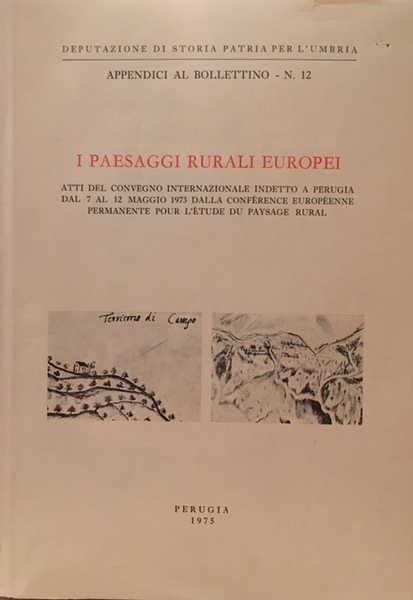 DEPUTAZIONE DI STORIA PATRIA PER L'UMBRIA
APPENDICI AL BOLLETTINO - N. 12
I PAESAGGI RURALI EUROPEI
ATTI DEL CONVEGNO INTERNAZIONALE INDETTO A PERUGIA
DAL 7 AL 12 MAGGIO 1973 DALLA CONFÉRENCE EUROPÉENNE
PERMANENTE POUR L'ÉTUDE DU PAYSAGE RURAL
Territorio di Campo
PERUGIA
1975